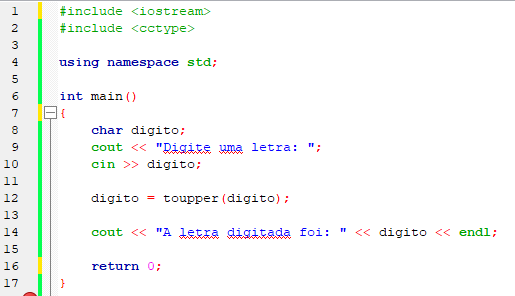 1 #include <iostream>
2 #include <cctype>
3
4 using namespace std;
5
6 int main()
7 {
8 char digito;
9 cout << "Digite uma letra: ";
10 cin >> digito;
11
12 digito = toupper(digito);
13
14 cout << "A letra digitada foi: " << digito << endl;
15
16 return 0;
17 }